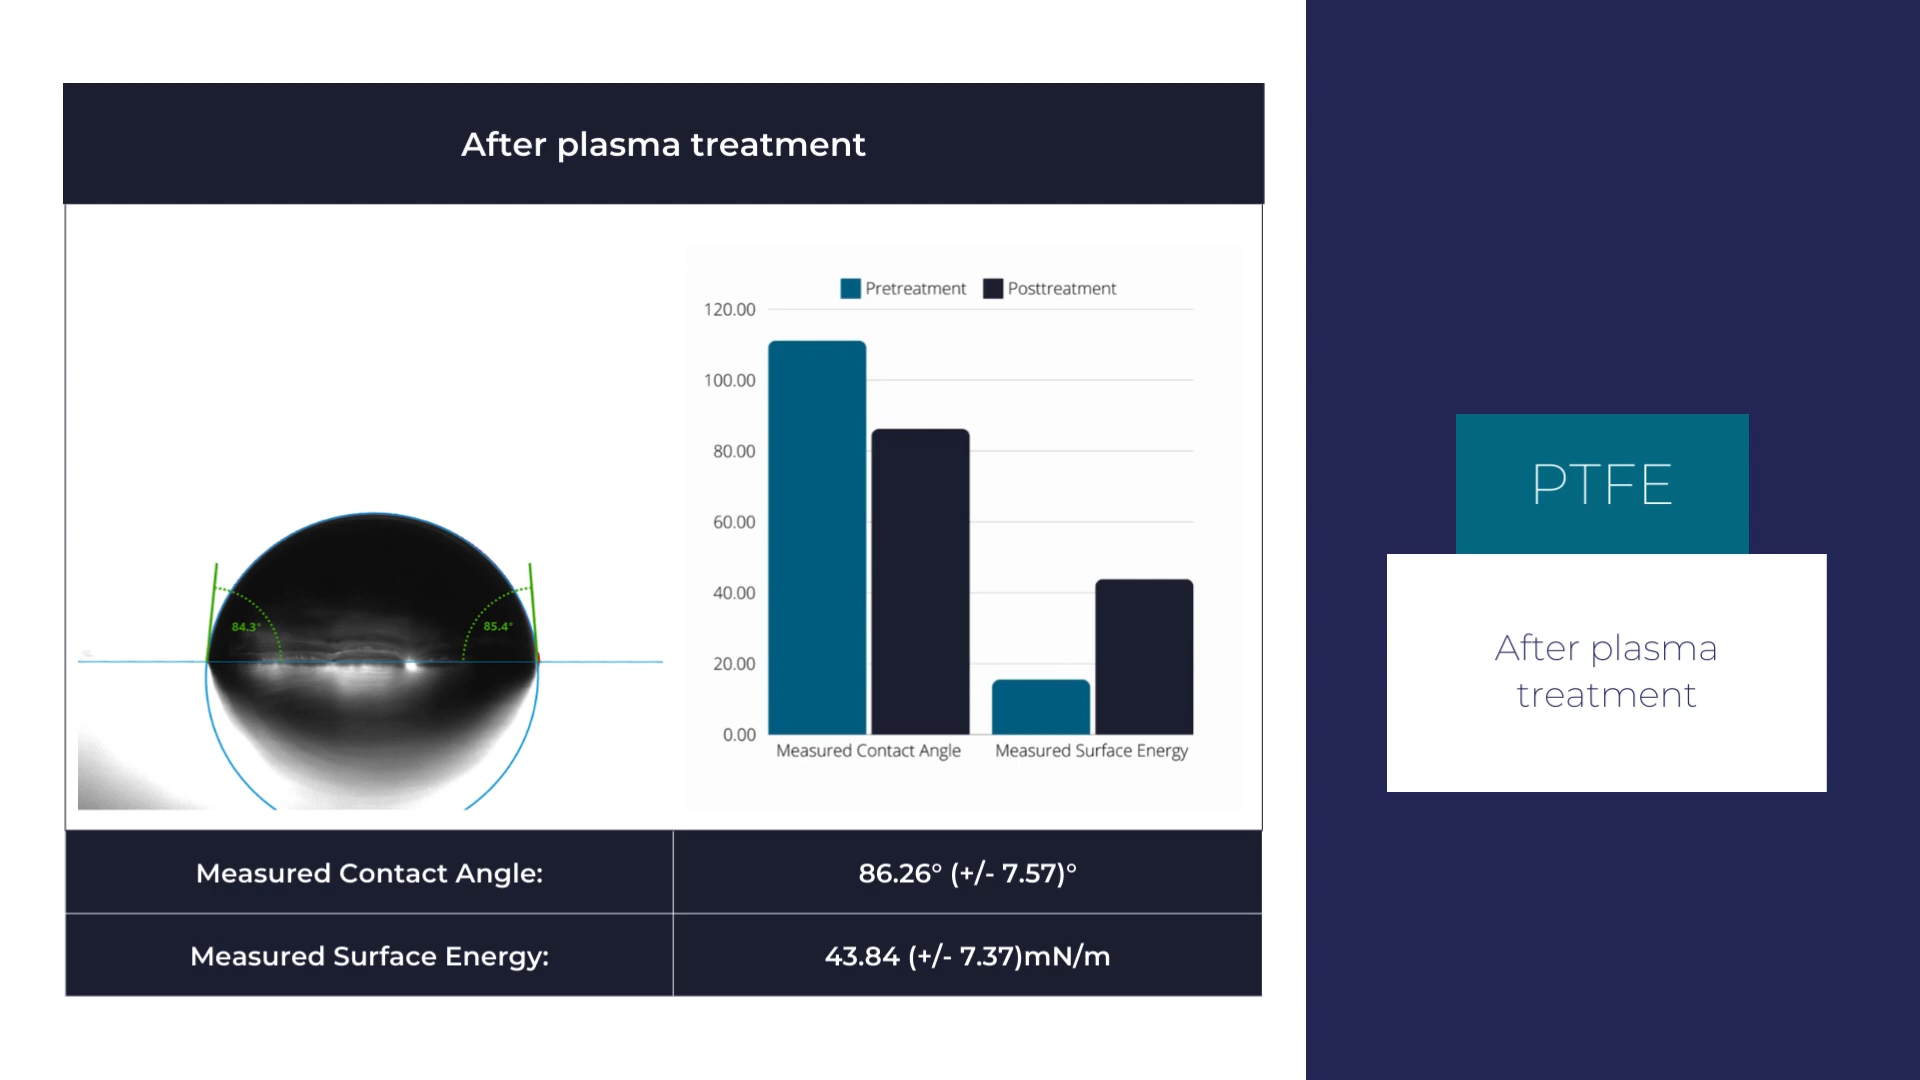 After plasma treatment
Pretreatment Posttreatment
120.00
100.00
80.00
60.00
40.00
20.00
0.00
Measured Contact Angle Measured Surface Energy
84.3° 85.4°
Measured Contact Angle: 86.26° (+/- 7.57)°
Measured Surface Energy: 43.84 (+/- 7.37)mN/m
PTFE
After plasma
treatment